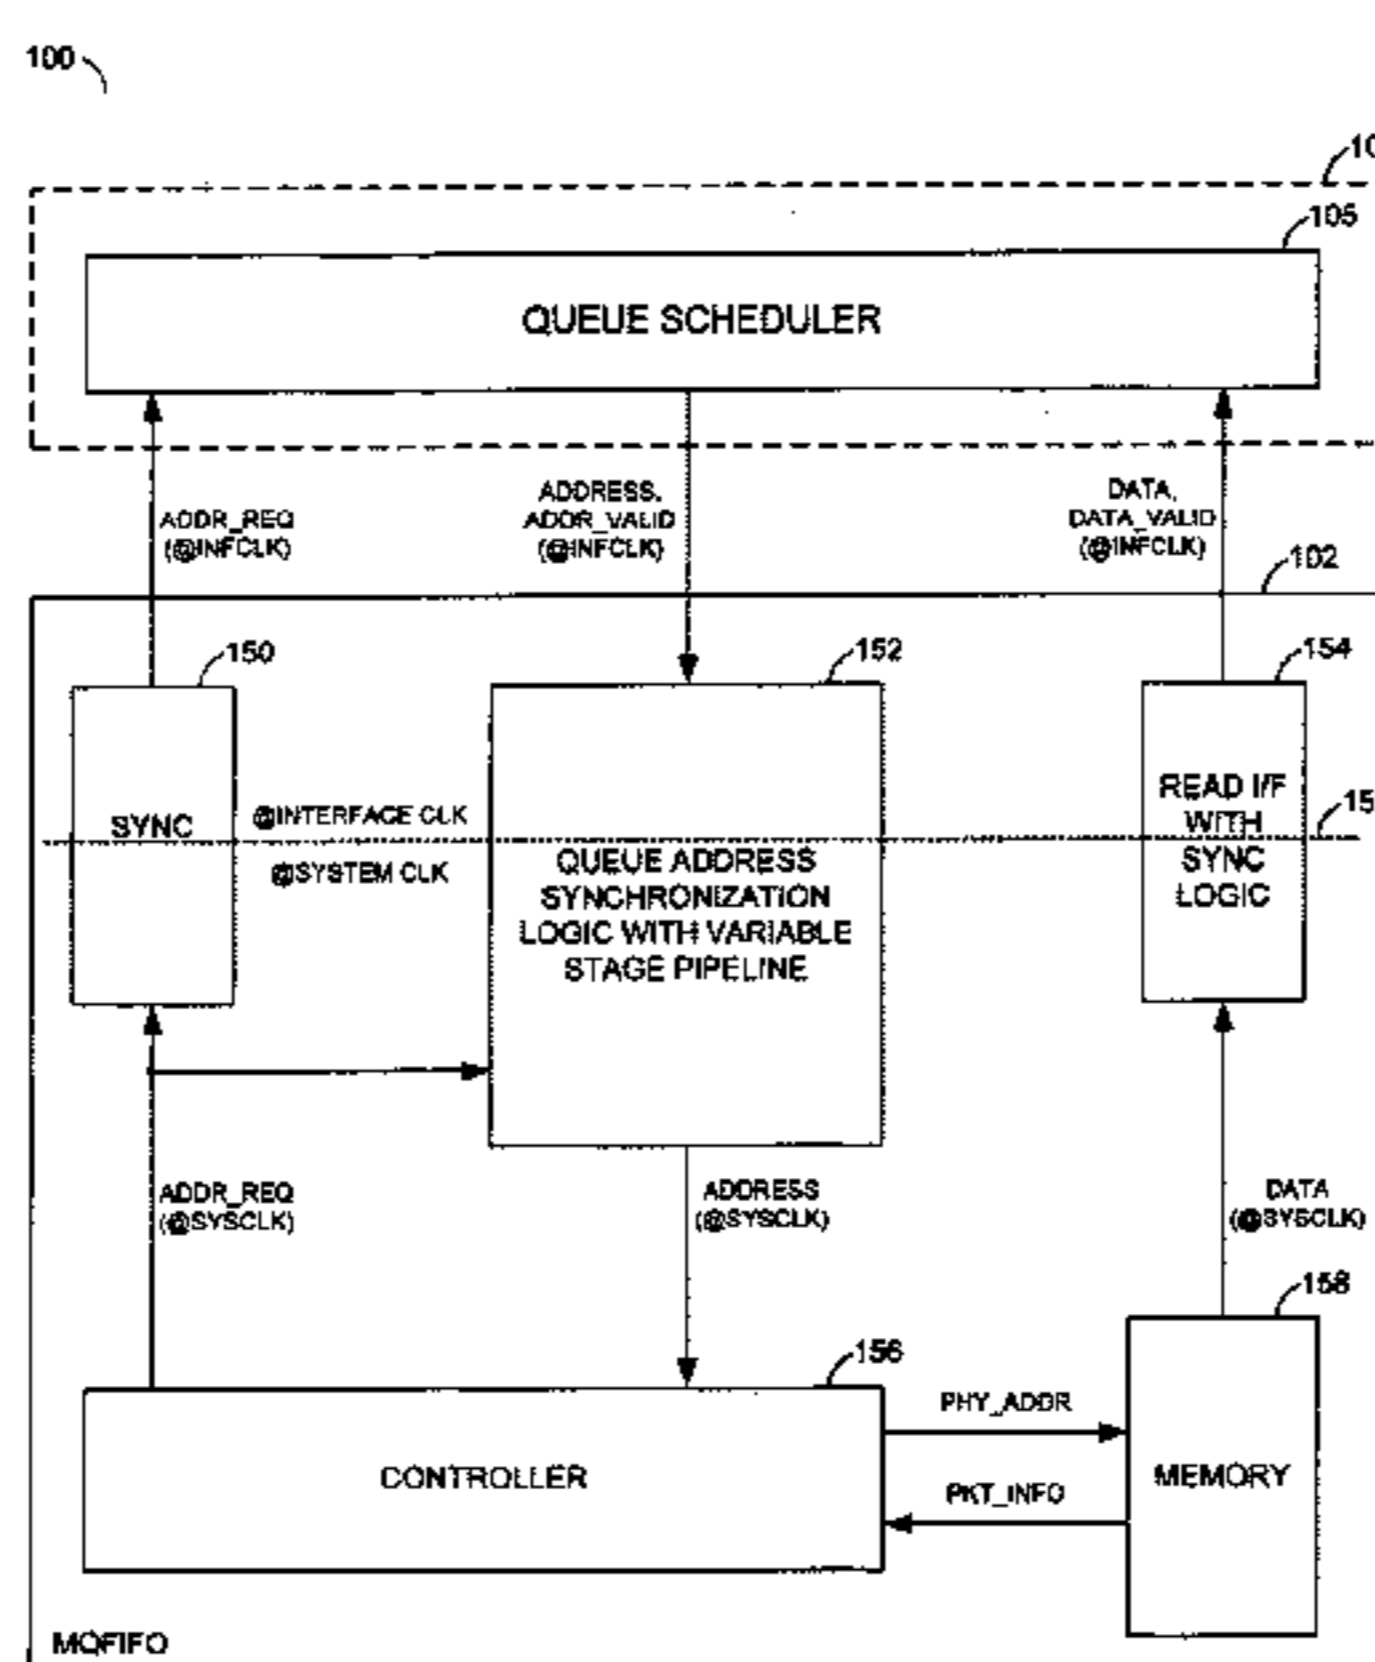 100
105
QUEUE SCHEDULER
ADDR_REQ
(@INFCLK)
ADDRESS,
ADDR_VALID
(@INFCLK)
DATA,
DATA_VALID
(@INFCLK)
102
150
152
154
SYNC
@INTERFACE CLK
@SYSTEM CLK
QUEUE ADDRESS
SYNCHRONIZATION
LOGIC WITH VARIABLE
STAGE PIPELINE
READ I/F
WITH
SYNC
LOGIC
ADDR_REQ
(@SYSCLK)
ADDRESS
(@SYSCLK)
DATA
(@SYSCLK)
158
156
CONTROLLER
PHY_ADDR
PKT_INFO
MEMORY
MQFIFO